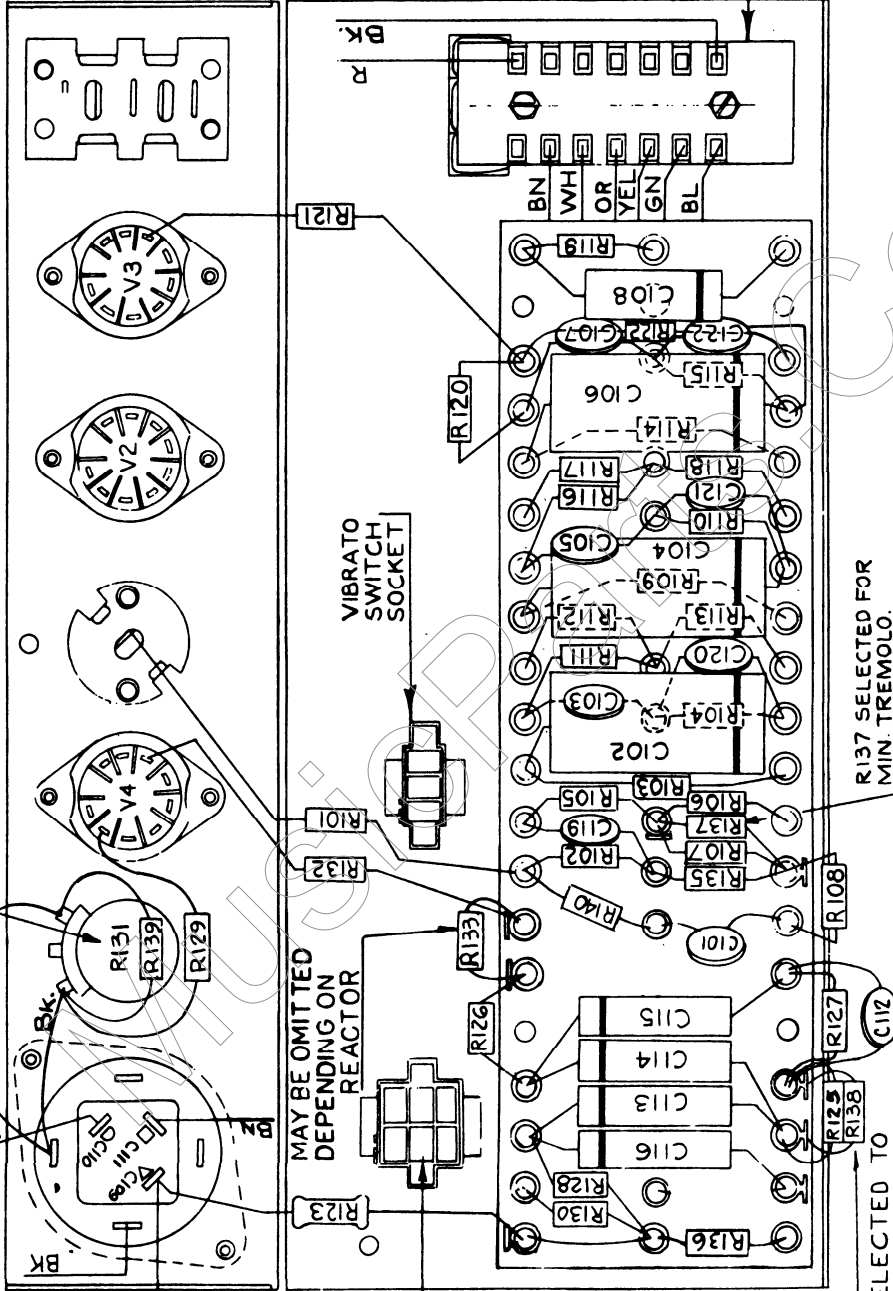 BK.
R
BN
WH
OR
YEL
GN
BL
V3
R121
R119
C108
C107
R122
C122
R120
R115
C106
R114
V2
R117
R118
R116
C121
R110
C105
C104
VIBRATO
SWITCH
SOCKET
R109
R112
R113
R111
C120
C103
R104
C102
R137 SELECTED FOR
MIN. TREMOLO.
V4
R103
R105
R106
R101
C119
R137
R102
R107
R132
R135
R131
R139
R129
R140
R108
R133
C101
BK.
MAY BE OMITTED
DEPENDING ON
REACTOR
R126
C115
R127
C112
C114
C110
C111
C109
C113
R125
R138
C116
R128
R130
R123
R136
BK
ELECTED TO
MusicParts.Co